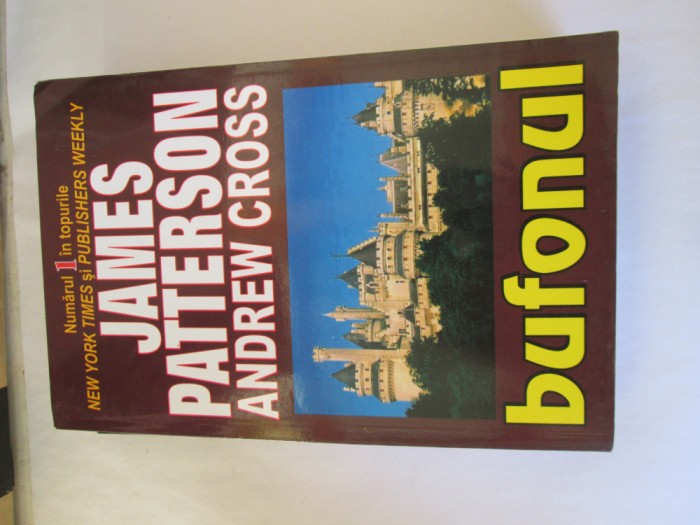 Numărul 1 în topurile
NEW YORK TIMES și PUBLISHERS WEEKLY
JAMES
PATTERSON
ANDREW CROSS
bufonul